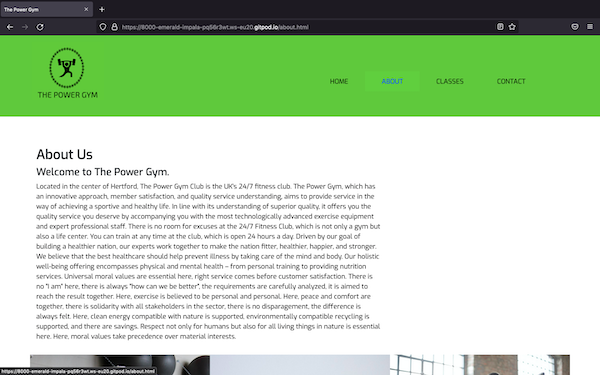 The Power Gym
https://8000-emerald-impala-pq56r3wt.ws-eu20.gitpod.io/about.html
THE POWER GYM
HOME
ABOUT
CLASSES
CONTACT
About Us
Welcome to The Power Gym.
Located in the center of Hertford, The Power Gym Club is the UK's 24/7 fitness club. The Power Gym, which has
an innovative approach, member satisfaction, and quality service understanding, aims to provide service in the
way of achieving a sportive and healthy life. In line with its understanding of superior quality, it offers you the
quality service you deserve by accompanying you with the most technologically advanced exercise equipment
and expert professional staff. There is no room for excuses at the 24/7 Fitness Club, which is not only a gym but
also a life center. You can train at any time at the club, which is open 24 hours a day. Driven by our goal of
building a healthier nation, our experts work together to make the nation fitter, healthier, happier, and stronger.
We believe that the best healthcare should help prevent illness by taking care of the mind and body. Our holistic
well-being offering encompasses physical and mental health – from personal training to providing nutrition
services. Universal moral values are essential here, right service comes before customer satisfaction. There is
no "I am" here, there is always "how can we be better", the requirements are carefully analyzed, it is aimed to
reach the result together. Here, exercise is believed to be personal and personal. Here, peace and comfort are
together, there is solidarity with all stakeholders in the sector, there is no disparagement, the difference is
always felt. Here, clean energy compatible with nature is supported, environmentally compatible recycling is
supported, and there are savings. Respect not only for humans but also for all living things in nature is essential
here. Here, moral values take precedence over material interests.
https://8000-emerald-impala-pq56r3wt.ws-eu20.gitpod.io/about.html